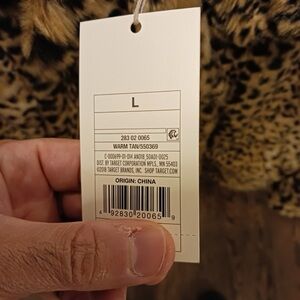 L
283 02 0065
WARM TAN/550369
DIST. BY TARGET CORPORATION MPLS., MN 55403
©2018 TARGET BRANDS, INC. SHOP TARGET.COM
ORIGIN: CHINA
4 92830 20065 9